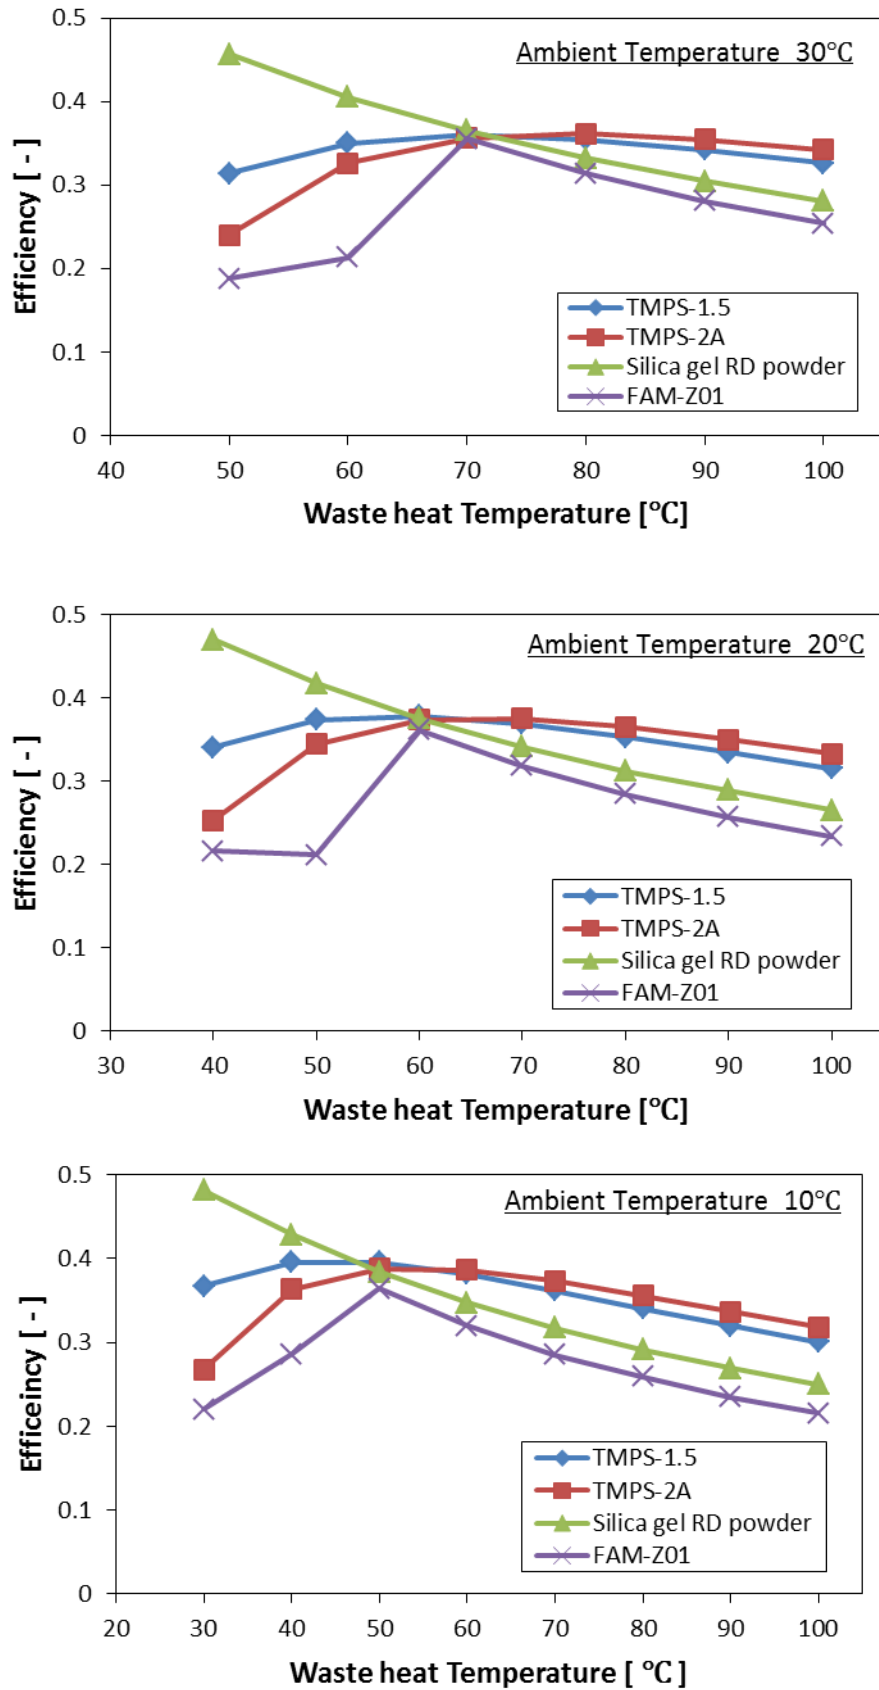 0.5
Ambient Temperature 30℃
0.4
0.3
0.2
0.1
0
Efficiency [ - ]
TMPS-1.5
TMPS-2A
Silica gel RD powder
FAM-Z01
40 50 60 70 80 90 100
Waste heat Temperature [℃]
0.5
Ambient Temperature 20℃
0.4
0.3
0.2
0.1
0
Efficiency [ - ]
TMPS-1.5
TMPS-2A
Silica gel RD powder
FAM-Z01
30 40 50 60 70 80 90 100
Waste heat Temperature [℃]
0.5
Ambient Temperature 10℃
0.4
0.3
0.2
0.1
0
Efficeincy [ - ]
TMPS-1.5
TMPS-2A
Silica gel RD powder
FAM-Z01
20 30 40 50 60 70 80 90 100
Waste heat Temperature [ ℃]